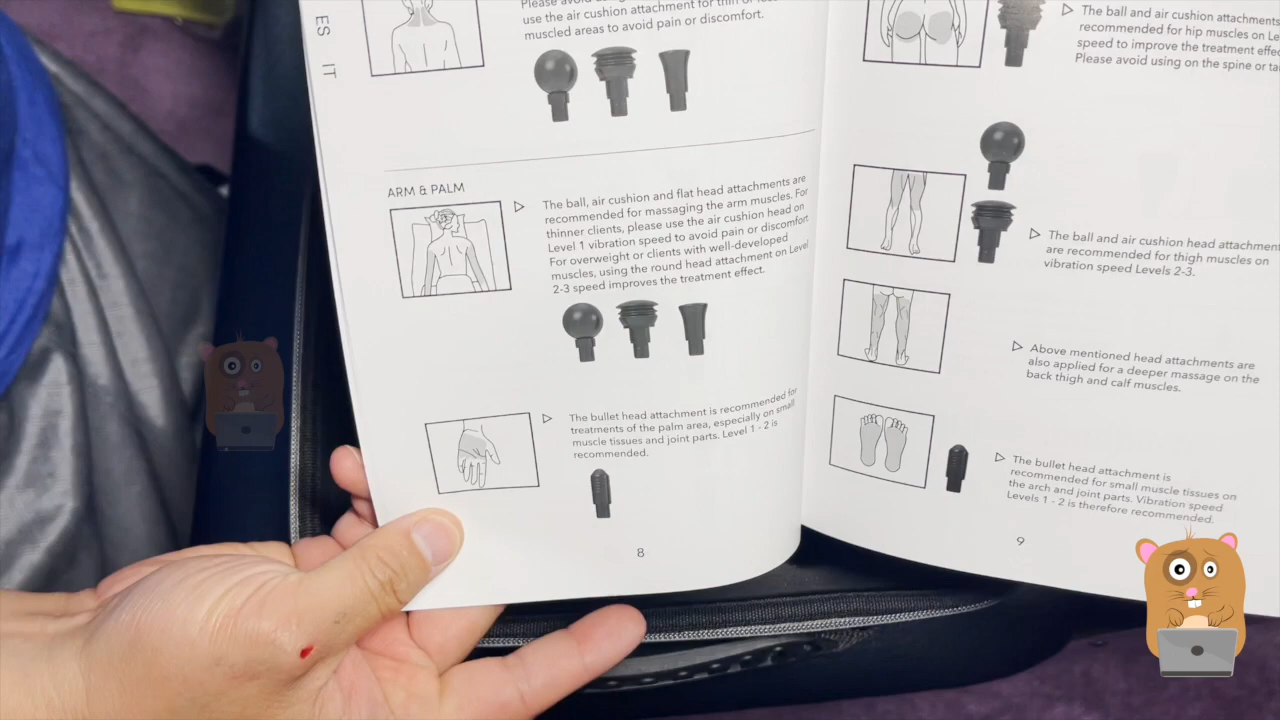 ES IT
Please avoid
use the air cushion attachment for thin or
muscled areas to avoid pain or discomfort.
ARM & PALM
The ball, air cushion and flat head attachments are
recommended for massaging the arm muscles. For
thinner clients, please use the air cushion head on
Level 1 vibration speed to avoid pain or discomfort
For overweight or clients with well-developed
muscles, using the round head attachment on Level
2-3 speed improves the treatment effect.
The bullet head attachment is recommended for
treatments of the palm area, especially on small
muscle tissues and joint parts. Level 1 - 2 is
recommended.
8
The ball and air cushion attachments
recommended for hip muscles on
speed to improve the treatment
Please avoid using on the spine or
The ball and air cushion head
are recommended for thigh muscles on
vibration speed Levels 2-3.
Above mentioned head attachments are
also applied for a deeper massage on the
back thigh and calf muscles.
The bullet head attachment is
recommended for small muscle tissues on
the arch and joint parts. Vibration speed
Levels 1 - 2 is therefore recommended.
9